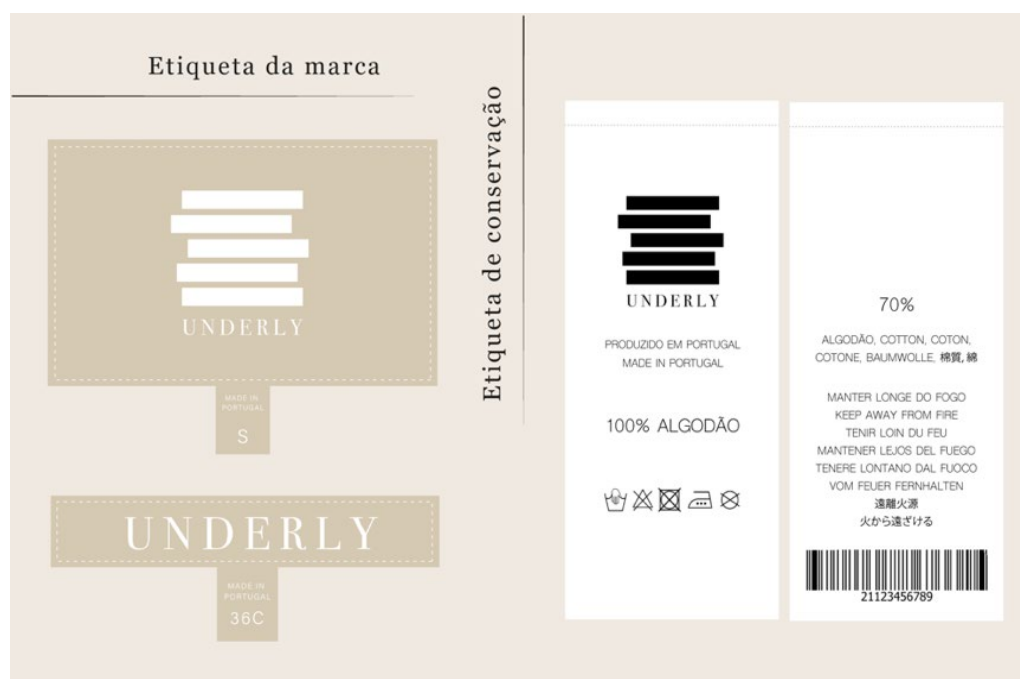 Etiqueta da marca
UNDERLY
MADE IN
PORTUGAL
S
UNDERLY
MADE IN
PORTUGAL
36C
Etiqueta de conservação
UNDERLY
PRODUZIDO EM PORTUGAL
MADE IN PORTUGAL
100% ALGODÃO
70%
ALGODÃO, COTTON, COTON,
COTONE, BAUMWOLLE, 棉質, 綿
MANTER LONGE DO FOGO
KEEP AWAY FROM FIRE
TENIR LOIN DU FEU
MANTENER LEJOS DEL FUEGO
TENERE LONTANO DAL FUOCO
VOM FEUER FERNHALTEN
遠離火源
火から遠ざける
21123456789